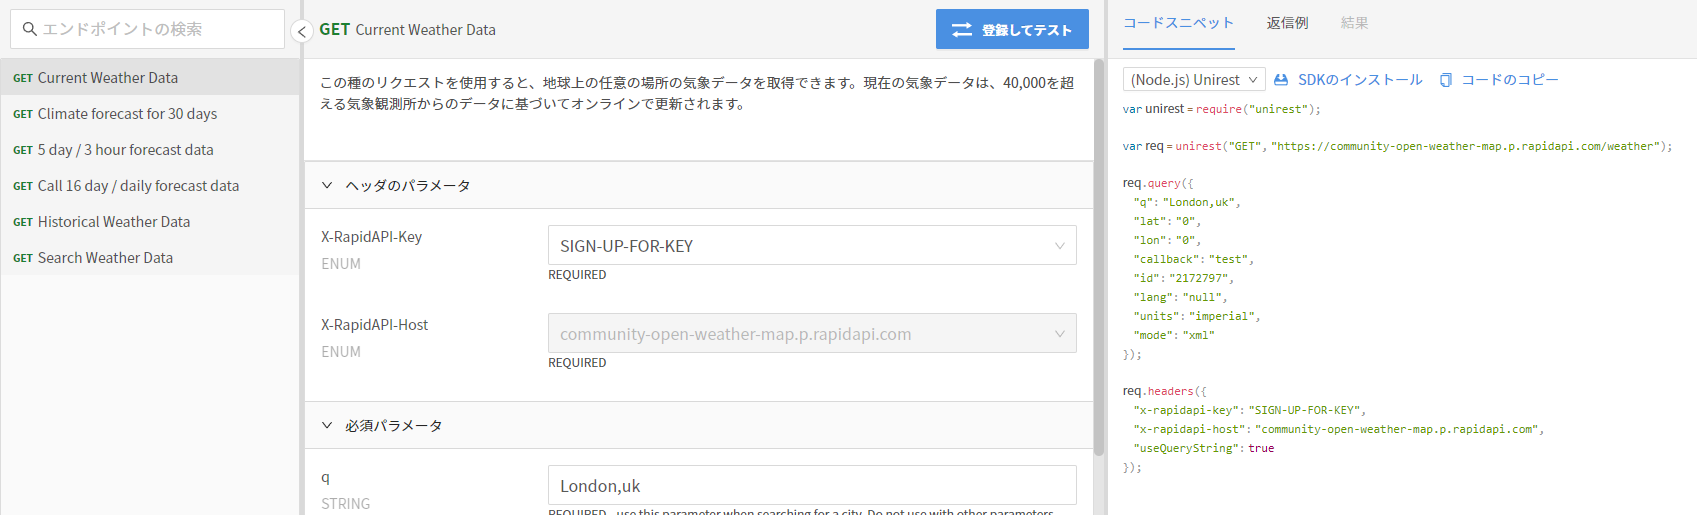 エンドポイントの検索
GET Current Weather Data
GET Climate forecast for 30 days
GET 5 day / 3 hour forecast data
GET Call 16 day / daily forecast data
GET Historical Weather Data
GET Search Weather Data
GET Current Weather Data
登録してテスト
この種のリクエストを使用すると、地球上の任意の場所の気象データを取得できます。現在の気象データは、40,000を超
える気象観測所からのデータに基づいてオンラインで更新されます。
ヘッダのパラメータ
X-RapidAPI-Key
ENUM
SIGN-UP-FOR-KEY
REQUIRED
X-RapidAPI-Host
ENUM
community-open-weather-map.p.rapidapi.com
REQUIRED
必須パラメータ
q
STRING
London,uk
REQUIRED - use this parameter when searching for a city. Do not use with other parameters
コードスニペット 返信例 結果
(Node.js) Unirest SDKのインストール コードのコピー
var unirest = require("unirest");
var req = unirest("GET", "https://community-open-weather-map.p.rapidapi.com/weather");
req.query({
"q": "London,uk",
"lat": "0",
"lon": "0",
"callback": "test",
"id": "2172797",
"lang": "null",
"units": "imperial",
"mode": "xml"
});
req.headers({
"x-rapidapi-key": "SIGN-UP-FOR-KEY",
"x-rapidapi-host": "community-open-weather-map.p.rapidapi.com",
"useQueryString": true
});